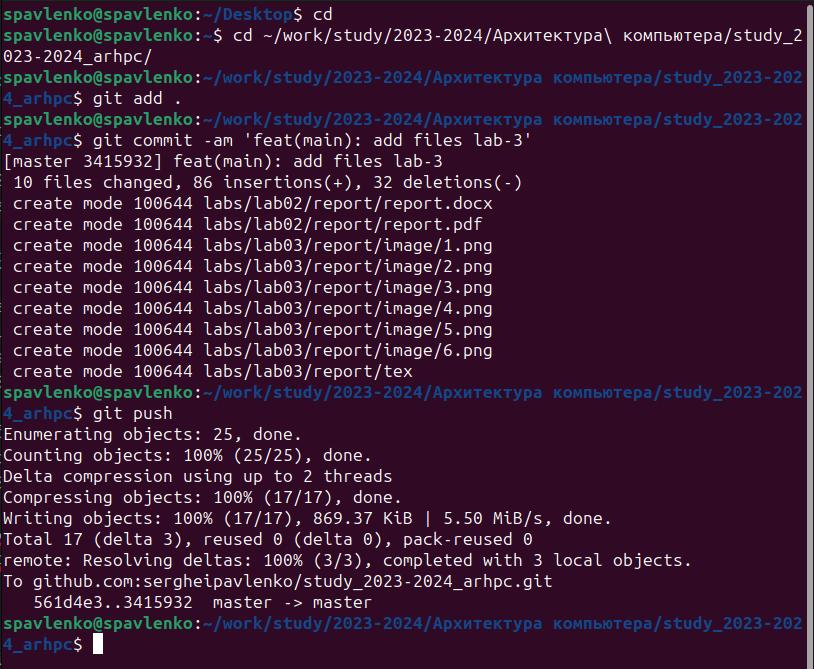 spavlenko@spavlenko:~/Desktop$ cd
spavlenko@spavlenko:~$ cd ~/work/study/2023-2024/Архитектура\ компьютера/study_2
023-2024_arhpc/
spavlenko@spavlenko:~/work/study/2023-2024/Архитектура компьютера/study_2023-202
4_arhpc$ git add .
spavlenko@spavlenko:~/work/study/2023-2024/Архитектура компьютера/study_2023-202
4_arhpc$ git commit -am 'feat(main): add files lab-3'
[master 3415932] feat(main): add files lab-3
 10 files changed, 86 insertions(+), 32 deletions(-)
 create mode 100644 labs/lab02/report/report.docx
 create mode 100644 labs/lab02/report/report.pdf
 create mode 100644 labs/lab03/report/image/1.png
 create mode 100644 labs/lab03/report/image/2.png
 create mode 100644 labs/lab03/report/image/3.png
 create mode 100644 labs/lab03/report/image/4.png
 create mode 100644 labs/lab03/report/image/5.png
 create mode 100644 labs/lab03/report/image/6.png
 create mode 100644 labs/lab03/report/tex
spavlenko@spavlenko:~/work/study/2023-2024/Архитектура компьютера/study_2023-202
4_arhpc$ git push
Enumerating objects: 25, done.
Counting objects: 100% (25/25), done.
Delta compression using up to 2 threads
Compressing objects: 100% (17/17), done.
Writing objects: 100% (17/17), 869.37 KiB | 5.50 MiB/s, done.
Total 17 (delta 3), reused 0 (delta 0), pack-reused 0
remote: Resolving deltas: 100% (3/3), completed with 3 local objects.
To github.com:sergheipavlenko/study_2023-2024_arhpc.git
   561d4e3..3415932  master -> master
spavlenko@spavlenko:~/work/study/2023-2024/Архитектура компьютера/study_2023-202
4_arhpc$